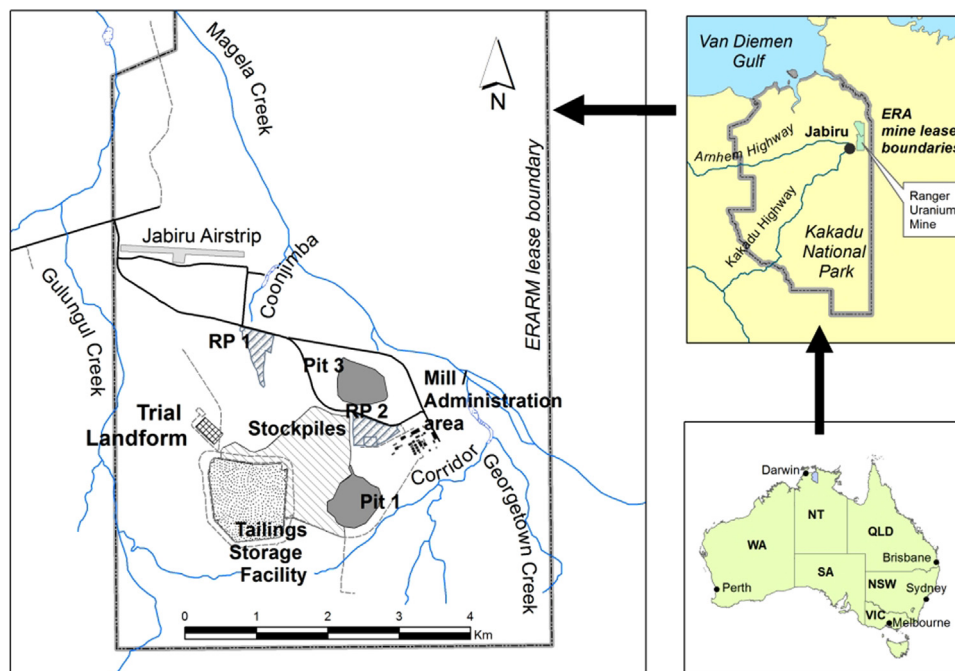 Magela Creek
N
ERARM lease boundary
Jabiru Airstrip
Coonjimba
Gulungul Creek
RP 1
Pit 3
Mill /
Administration
area
RP 2
Trial
Landform
Stockpiles
Corridor
Georgetown Creek
Pit 1
Tailings
Storage
Facility
0 1 2 3 4
Km
Van Diemen
Gulf
Jabiru
ERA
mine lease
boundaries
Arnhem Highway
Ranger
Uranium
Mine
Kakadu Highway
Kakadu
National
Park
Darwin
NT
QLD
WA
Brisbane
SA
NSW
Perth
Sydney
VIC
Melbourne